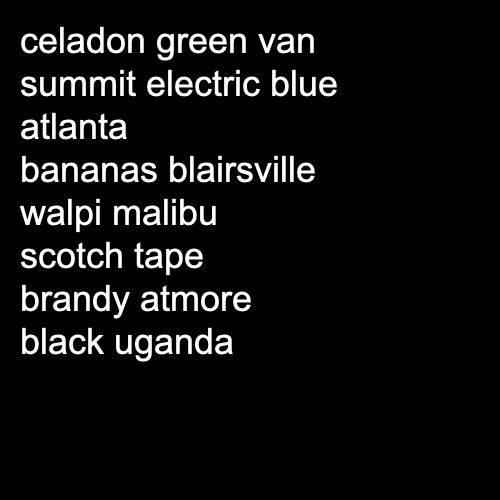 celadon green van
summit electric blue
atlanta
bananas blairsville
walpi malibu
scotch tape
brandy atmore
black uganda